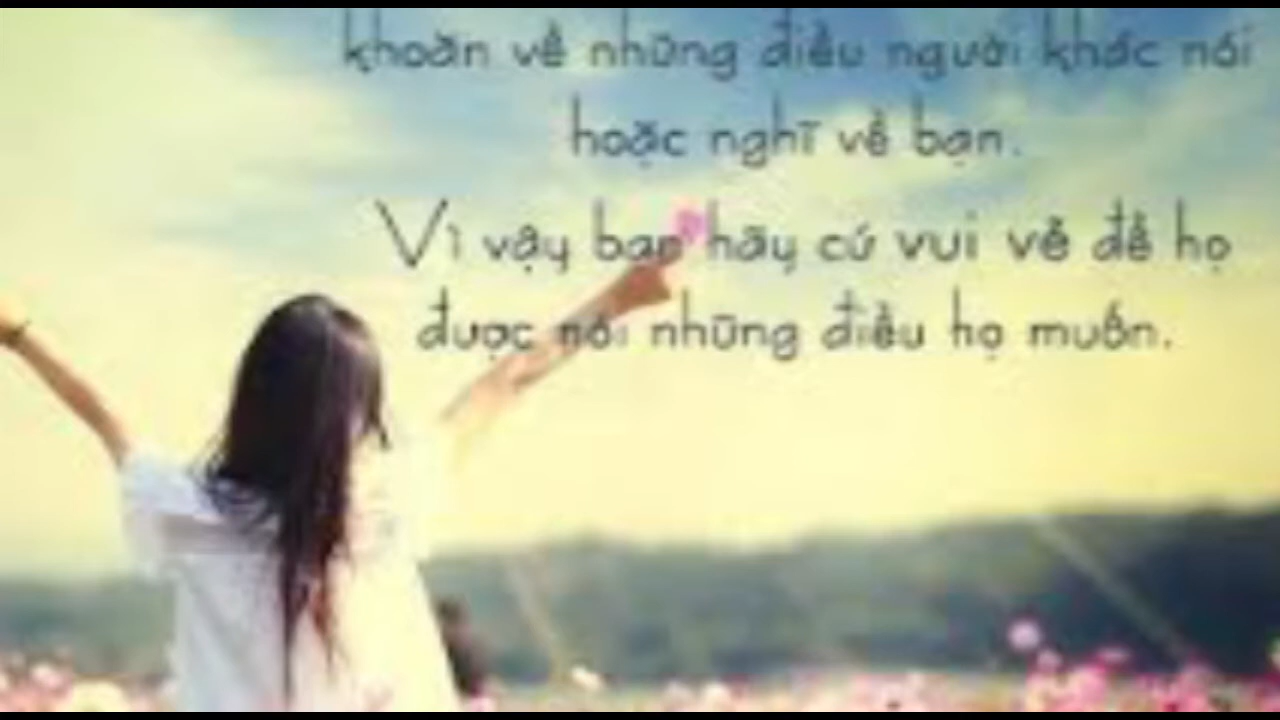 khoăn về những điều người khác nói
hoặc nghĩ về bạn.
Vì vậy bạn hãy cứ vui vẻ để họ
được nói những điều họ muốn.